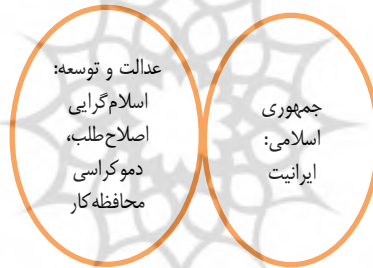 جمهوری
اسلامی:
ایرانیت
عدالت و توسعه:
اسلام‌گرایی
اصلاح‌طلب،
دموکراسی
محافظه‌کار